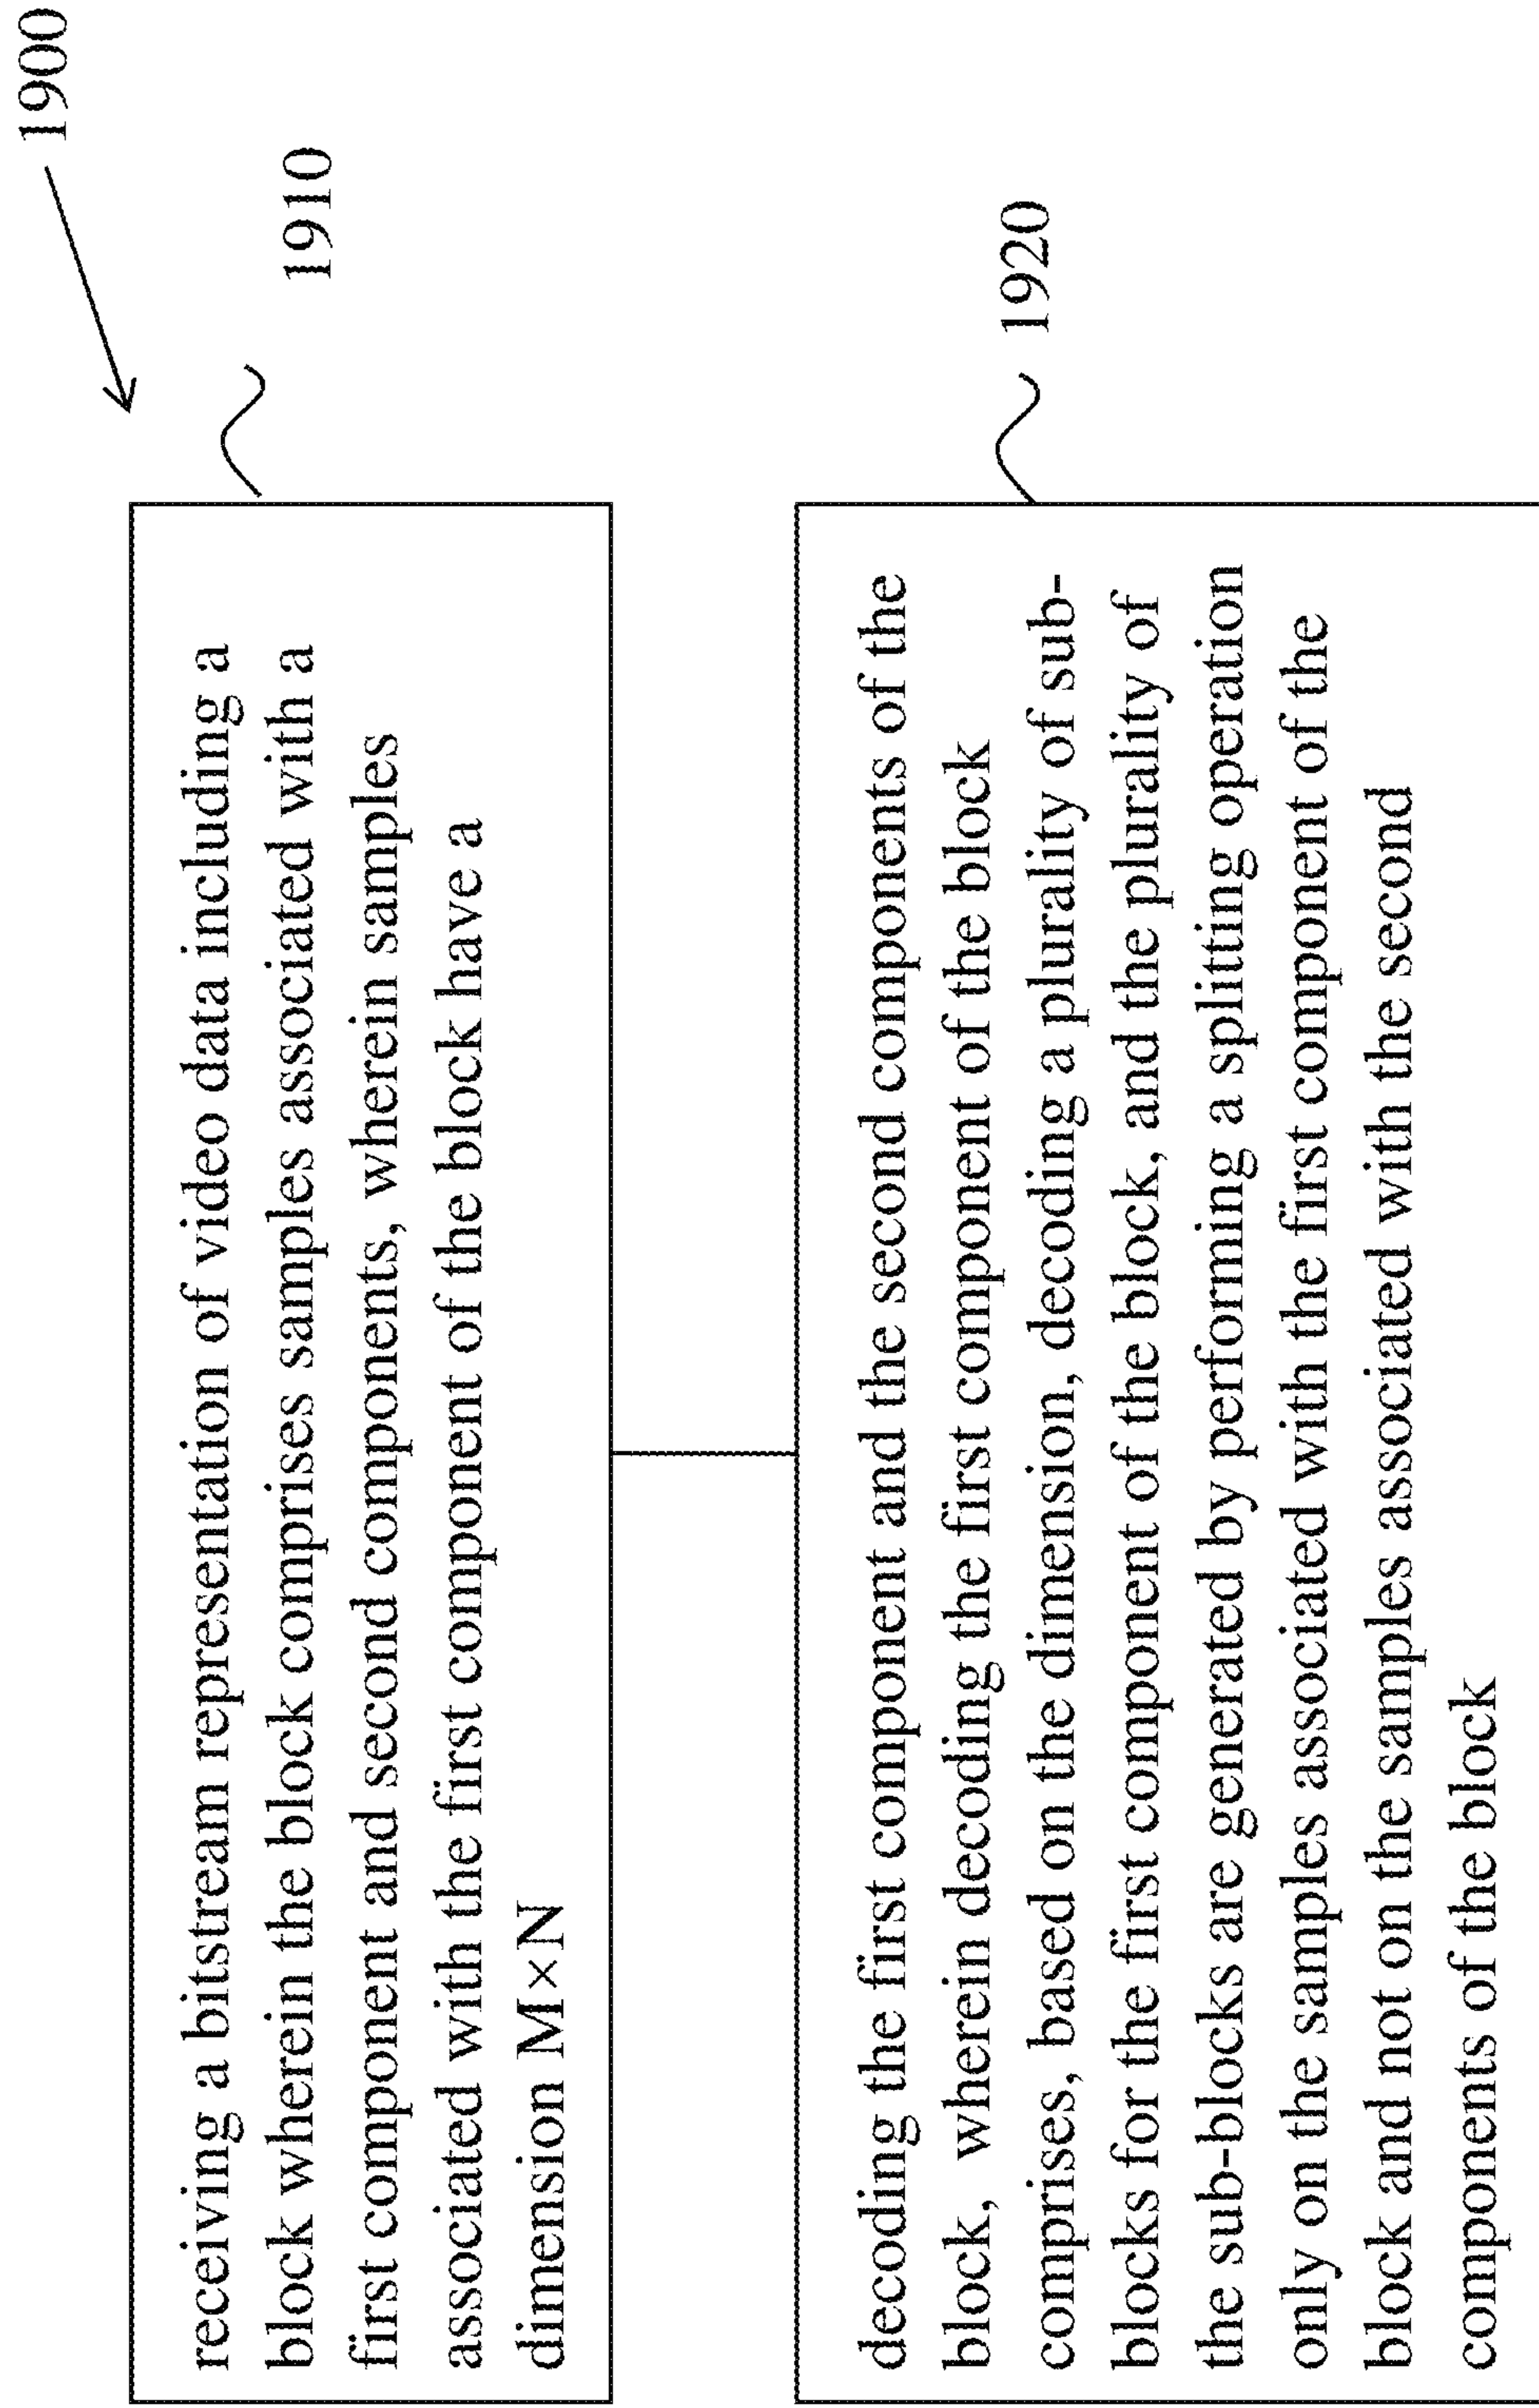 1900
1910
receiving a bitstream representation of video data including a
block wherein the block comprises samples associated with a
first component and second components, wherein samples
associated with the first component of the block have a
dimension M×N
1920
decoding the first component and the second components of the
block, wherein decoding the first component of the block
comprises, based on the dimension, decoding a plurality of sub-
blocks for the first component of the block, and the plurality of
the sub-blocks are generated by performing a splitting operation
only on the samples associated with the first component of the
block and not on the samples associated with the second
components of the block